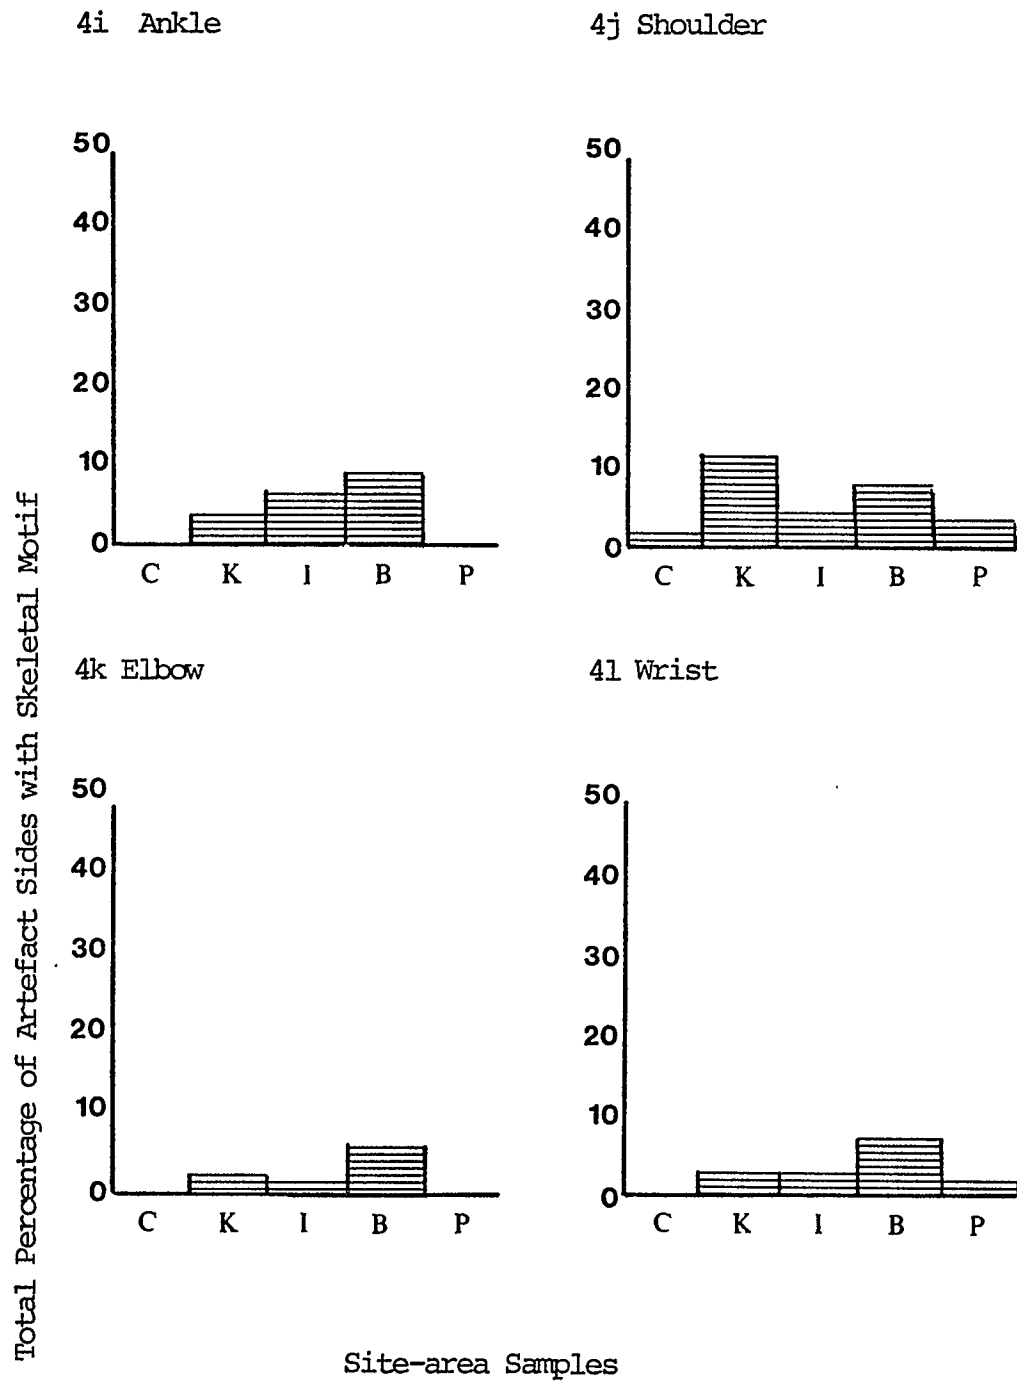 4i Ankle
50
40
30
20
10
0
C K I B P
4j Shoulder
50
40
30
20
10
0
C K I B P
4k Elbow
50
40
30
20
10
0
C K I B P
4l Wrist
50
40
30
20
10
0
C K I B P
Total Percentage of Artefact Sides with Skeletal Motif
Site-area Samples